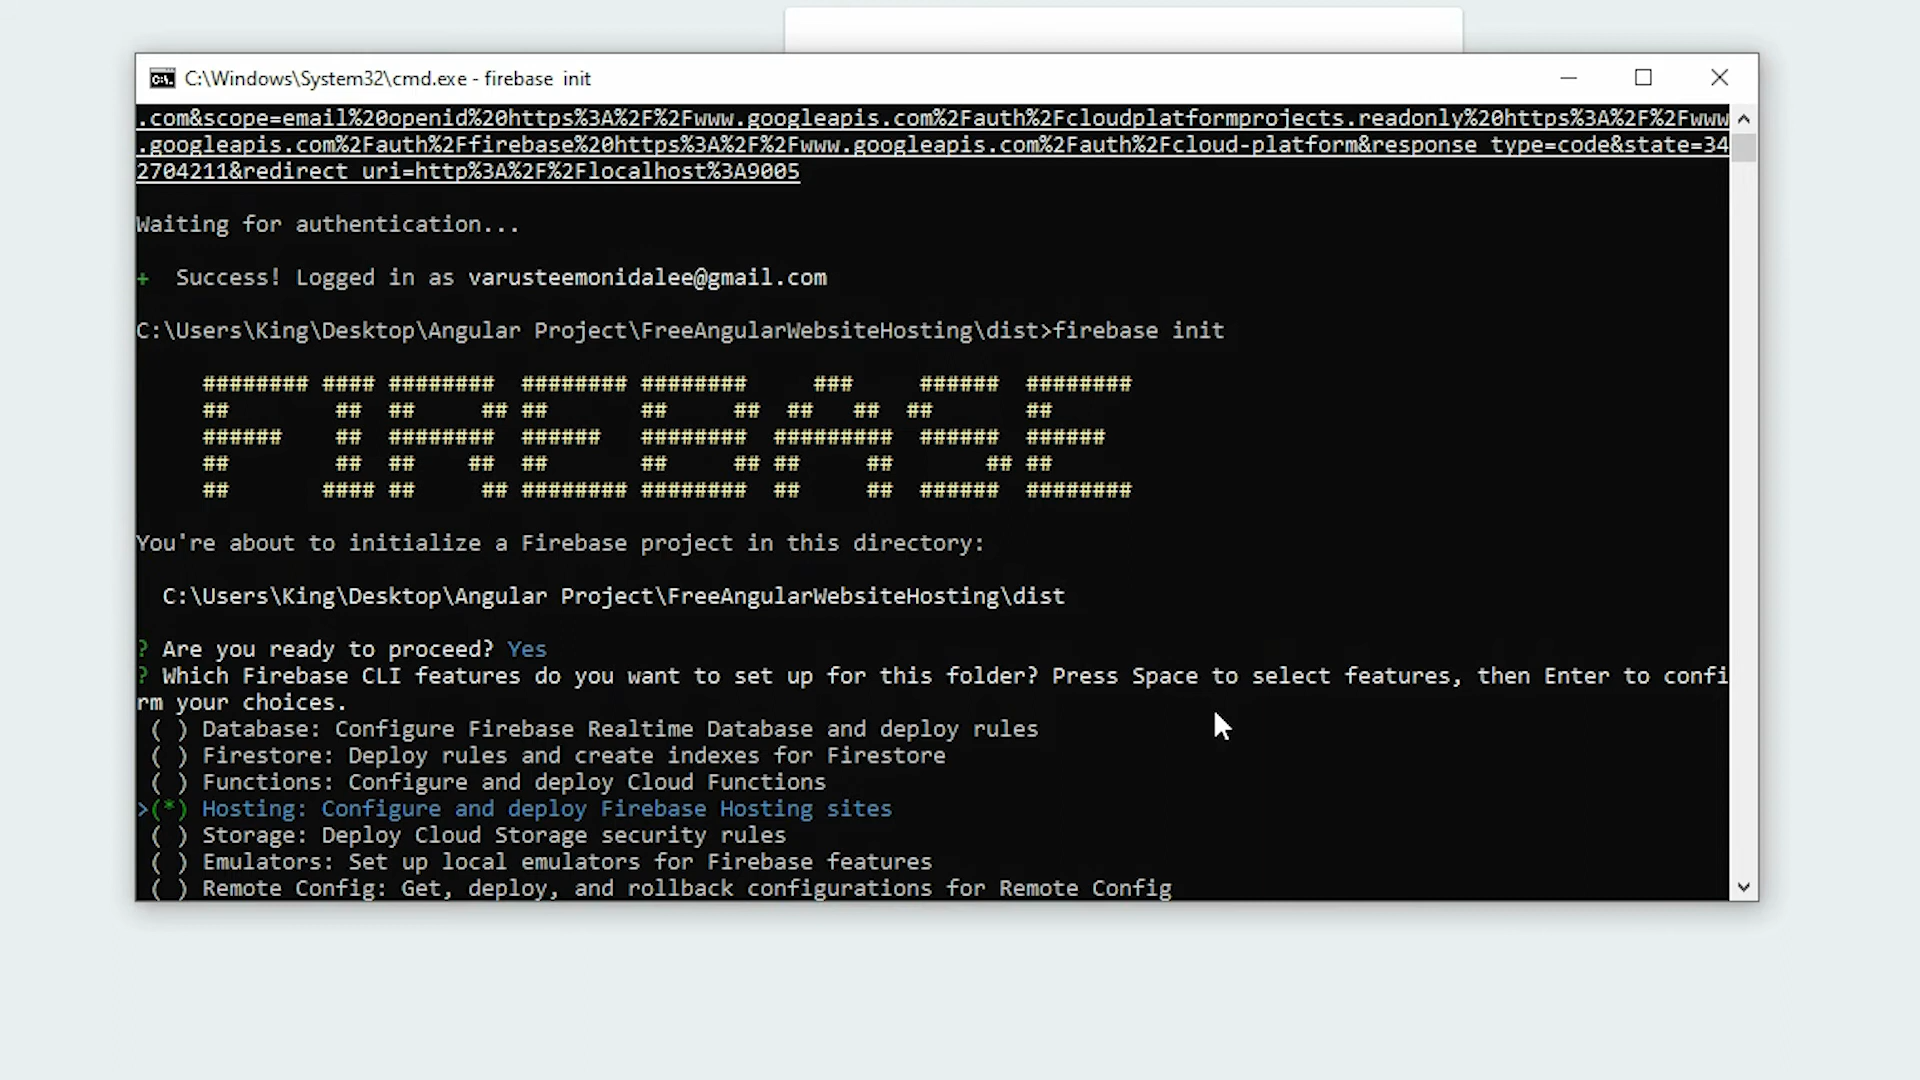 C:\Windows\System32\cmd.exe - firebase init
.com&scope=email%20openid%20https%3A%2F%2Fwww.googleapis.com%2Fauth%2Fcloudplatformprojects.readonly%20https%3A%2F%2Fwww
.googleapis.com%2Fauth%2Ffirebase%20https%3A%2F%2Fwww.googleapis.com%2Fauth%2Fcloud-platform&response_type=code&state=34
2704211&redirect_uri=http%3A%2F%2Flocalhost%3A9005
Waiting for authentication...
+  Success! Logged in as varusteemonidalee@gmail.com
C:\Users\King\Desktop\Angular Project\FreeAngularWebsiteHosting\dist>firebase init
     ######## #### ########  ######## ########     ###     ######  ########
     ##        ## ##     ## ##       ##     ##  ##   ##  ##       ##
     ######    ##  ########  ######   ######## #########  ######  ######
     ##        ##  ##    ##  ##       ##     ## ##     ##       ## ##
     ##       #### ##     ## ######## ########  ##     ##  ######  ########
You're about to initialize a Firebase project in this directory:
  C:\Users\King\Desktop\Angular Project\FreeAngularWebsiteHosting\dist
? Are you ready to proceed? Yes
? Which Firebase CLI features do you want to set up for this folder? Press Space to select features, then Enter to confi
rm your choices.
 ( ) Database: Configure Firebase Realtime Database and deploy rules
 ( ) Firestore: Deploy rules and create indexes for Firestore
 ( ) Functions: Configure and deploy Cloud Functions
>(*) Hosting: Configure and deploy Firebase Hosting sites
 ( ) Storage: Deploy Cloud Storage security rules
 ( ) Emulators: Set up local emulators for Firebase features
 ( ) Remote Config: Get, deploy, and rollback configurations for Remote Config